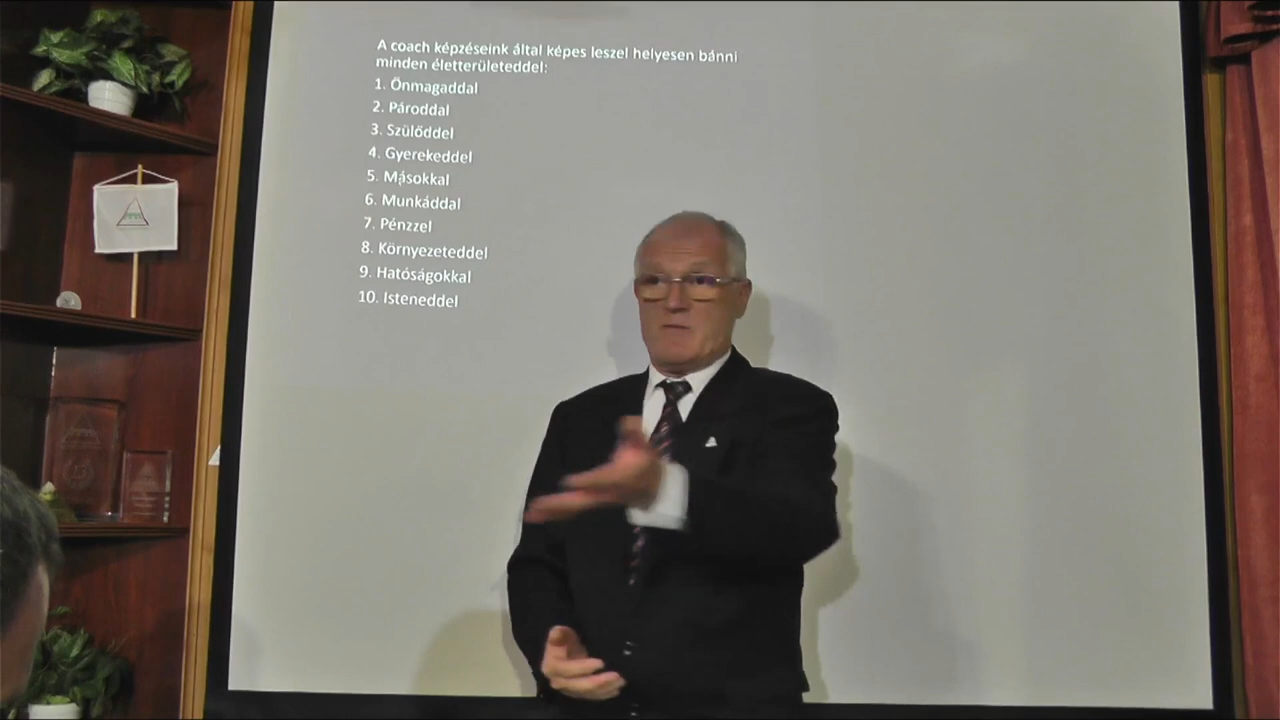 A coach képzéseink által képes leszel helyesen bánni
minden életterületeddel:
1. Önmagaddal
2. Pároddal
3. Szülőddel
4. Gyerekeddel
5. Másokkal
6. Munkáddal
7. Pénzzel
8. Környezeteddel
9. Hatóságokkal
10. Isteneddel